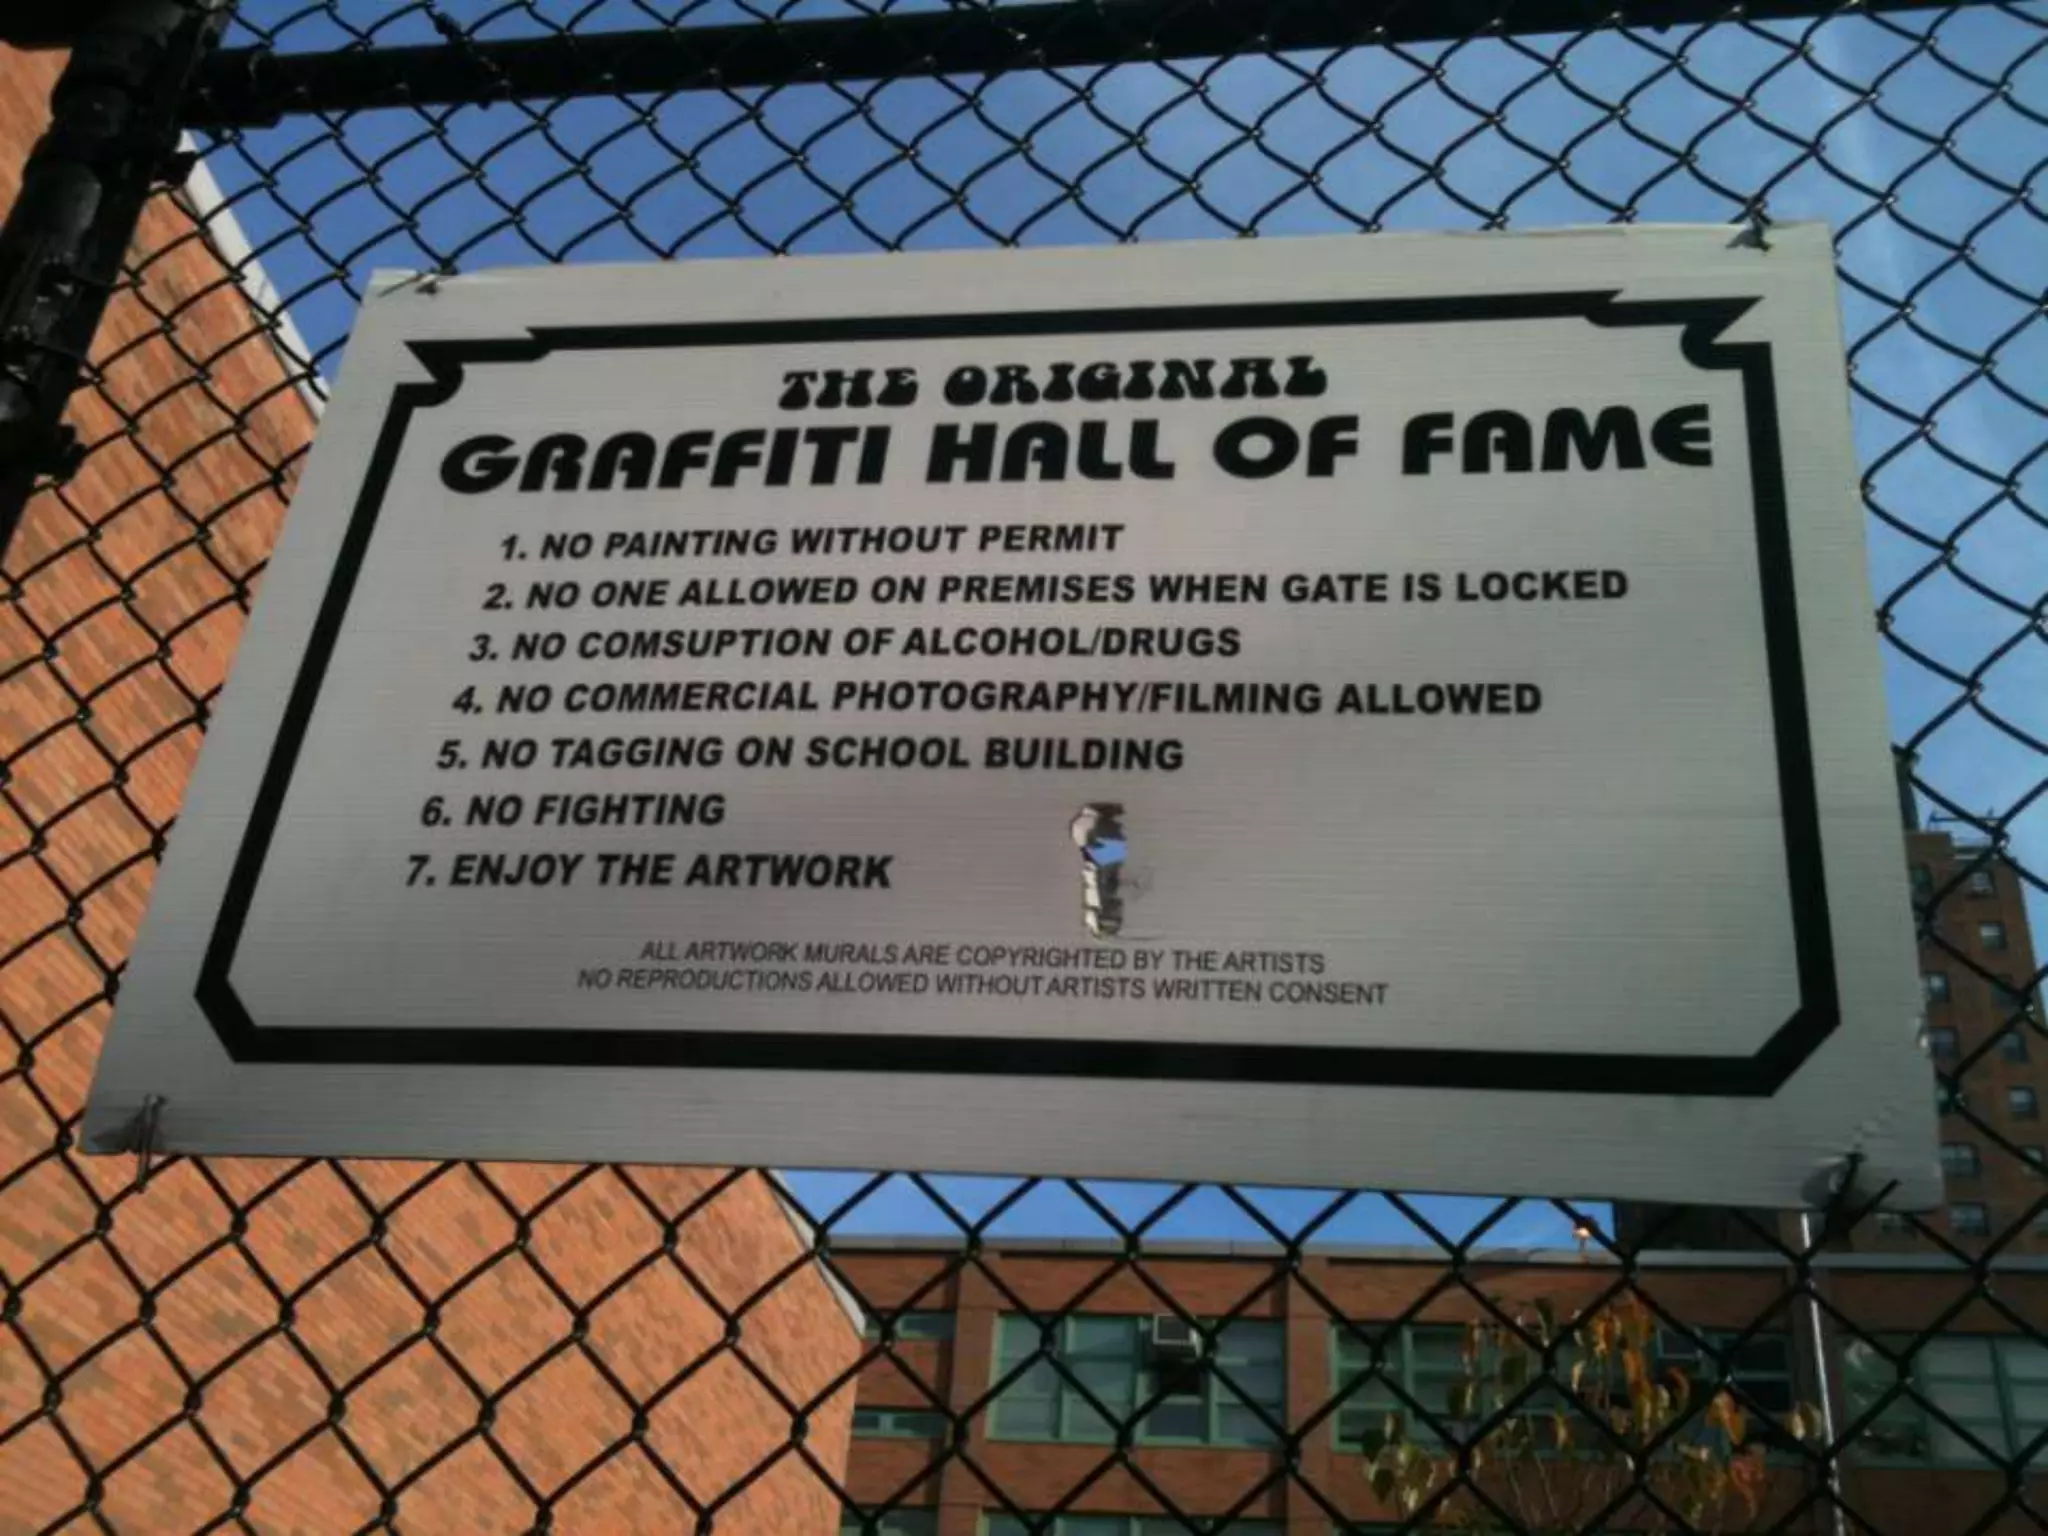 THE ORIGINAL
GRAFFITI HALL OF FAME
1. NO PAINTING WITHOUT PERMIT
2. NO ONE ALLOWED ON PREMISES WHEN GATE IS LOCKED
3. NO COMSUPTION OF ALCOHOL/DRUGS
4. NO COMMERCIAL PHOTOGRAPHY/FILMING ALLOWED
5. NO TAGGING ON SCHOOL BUILDING
6. NO FIGHTING
7. ENJOY THE ARTWORK
ALL ARTWORK MURALS ARE COPYRIGHTED BY THE ARTISTS
NO REPRODUCTIONS ALLOWED WITHOUT ARTISTS WRITTEN CONSENT